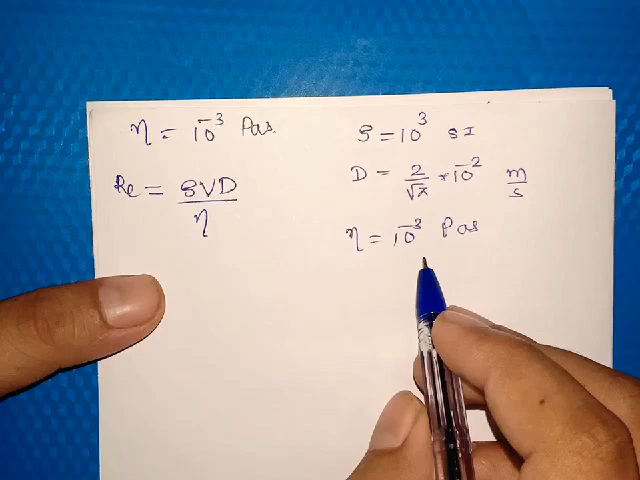 η = 10⁻³ Pas.
Re = ρVD/η
ρ = 10³ SI
D = 2/√π * 10⁻² m/s
η = 10⁻³ Pas